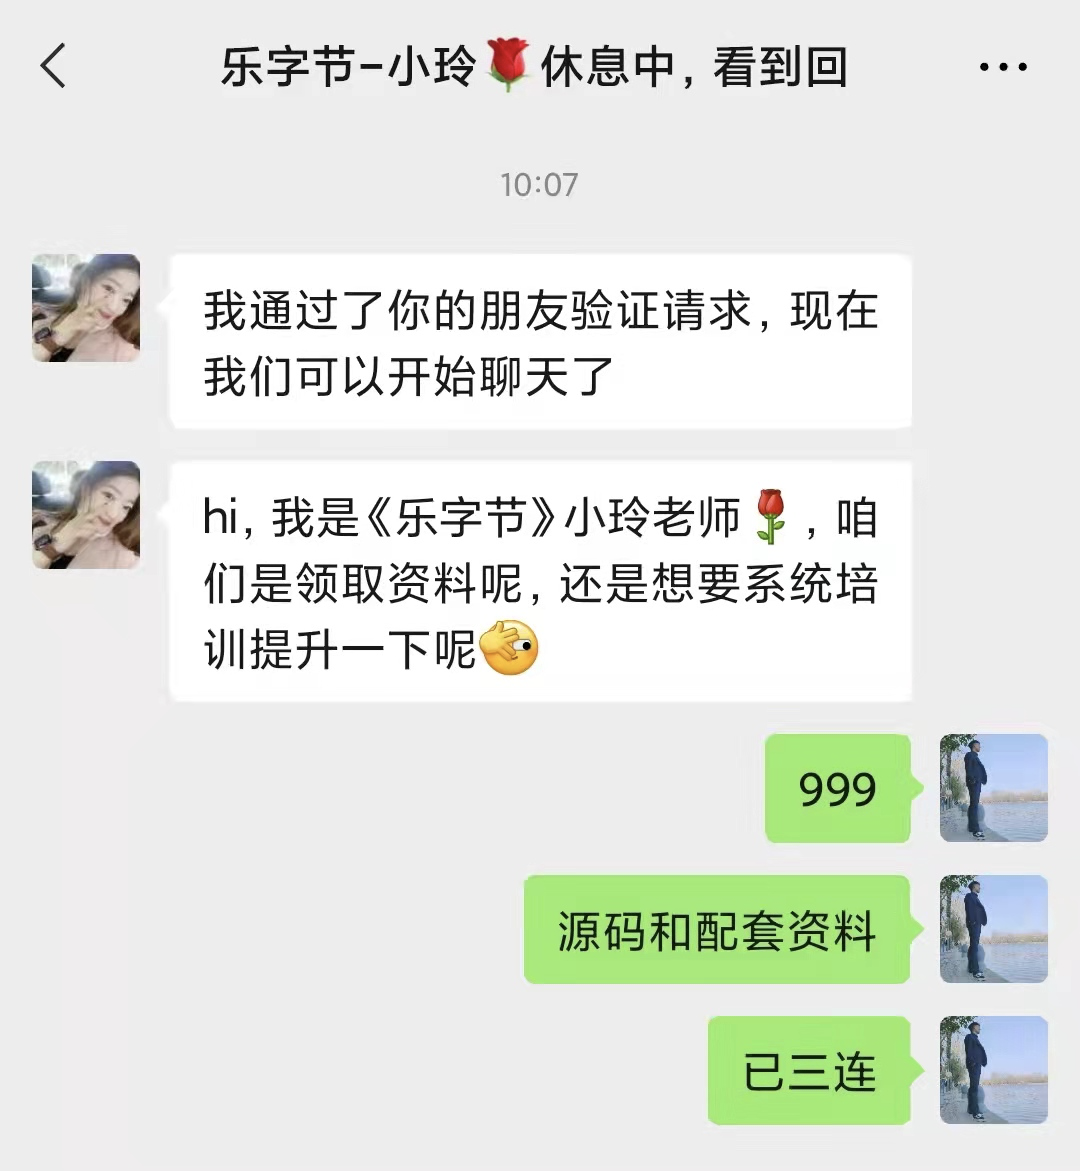 乐字节-小玲🌹休息中，看到回
10:07
我通过了你的朋友验证请求，现在
我们可以开始聊天了
hi，我是《乐字节》小玲老师🌹，咱
们是领取资料呢，还是想要系统培
训提升一下呢
999
源码和配套资料
已三连